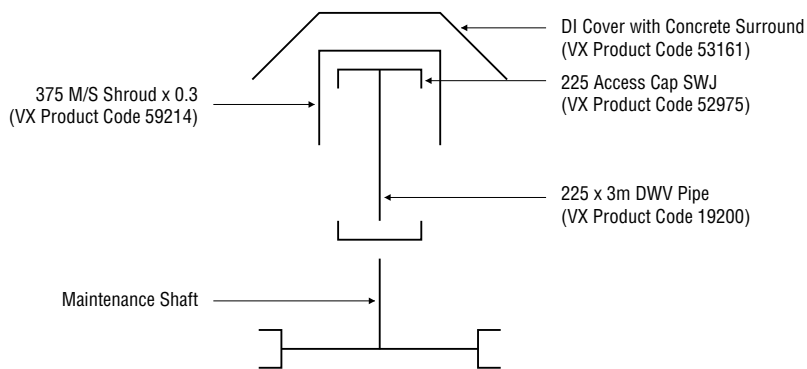 DI Cover with Concrete Surround
(VX Product Code 53161)
375 M/S Shroud x 0.3
(VX Product Code 59214)
225 Access Cap SWJ
(VX Product Code 52975)
225 x 3m DWV Pipe
(VX Product Code 19200)
Maintenance Shaft